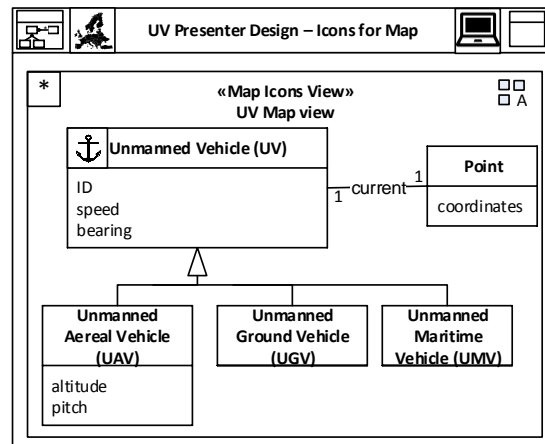 UV Presenter Design – Icons for Map
*
«Map Icons View»
UV Map view
A
Unmanned Vehicle (UV)
ID
speed
bearing
1
current
1
Point
coordinates
Unmanned
Aereal Vehicle
(UAV)
altitude
pitch
Unmanned
Ground Vehicle
(UGV)
Unmanned
Maritime
Vehicle (UMV)